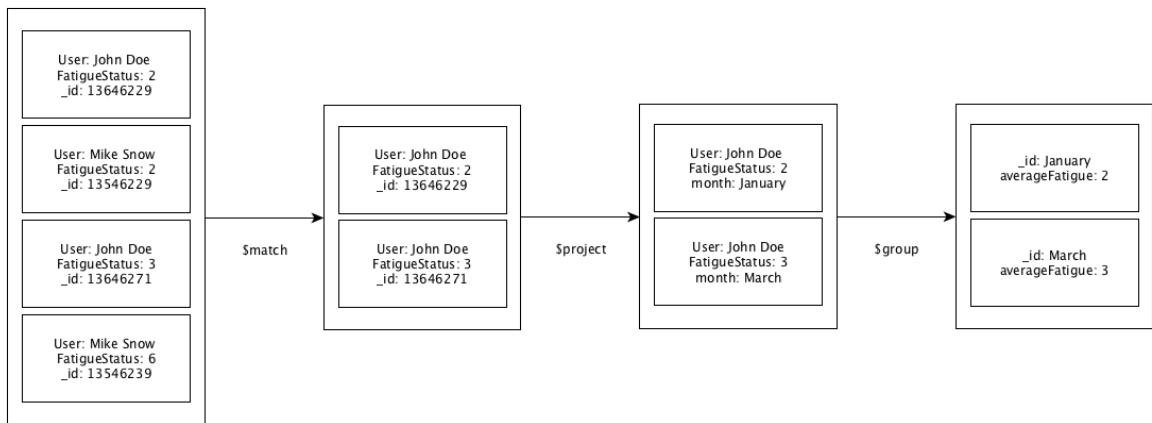 User: John Doe
FatigueStatus: 2
_id: 13646229
User: Mike Snow
FatigueStatus: 2
_id: 13546229
User: John Doe
FatigueStatus: 3
_id: 13646271
User: Mike Snow
FatigueStatus: 6
_id: 13546239
$match
User: John Doe
FatigueStatus: 2
_id: 13646229
User: John Doe
FatigueStatus: 3
_id: 13646271
$project
User: John Doe
FatigueStatus: 2
month: January
User: John Doe
FatigueStatus: 3
month: March
$group
_id: January
averageFatigue: 2
_id: March
averageFatigue: 3